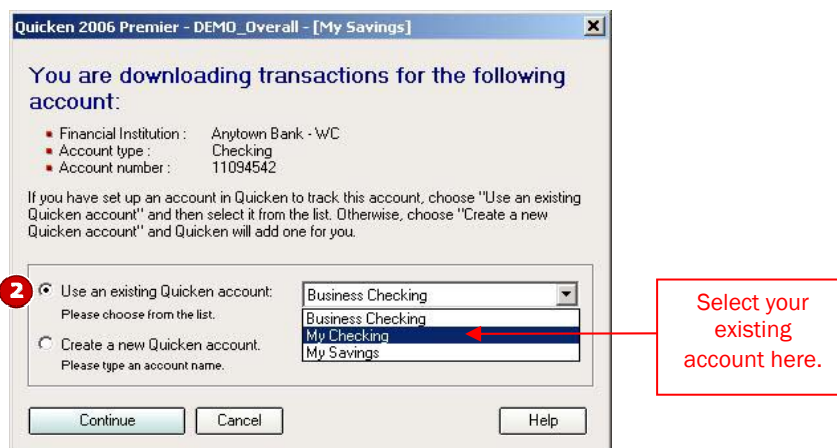 Quicken 2006 Premier - DEMO_Overall - [My Savings]
You are downloading transactions for the following
account:
Financial Institution : Anytown Bank - WC
Account type : Checking
Account number : 11094542
If you have set up an account in Quicken to track this account, choose "Use an existing
Quicken account" and then select it from the list. Otherwise, choose "Create a new
Quicken account" and Quicken will add one for you.
2 Use an existing Quicken account: Business Checking
Please choose from the list.
Business Checking
My Checking
My Savings
Create a new Quicken account.
Please type an account name.
Continue Cancel Help
Select your
existing
account here.